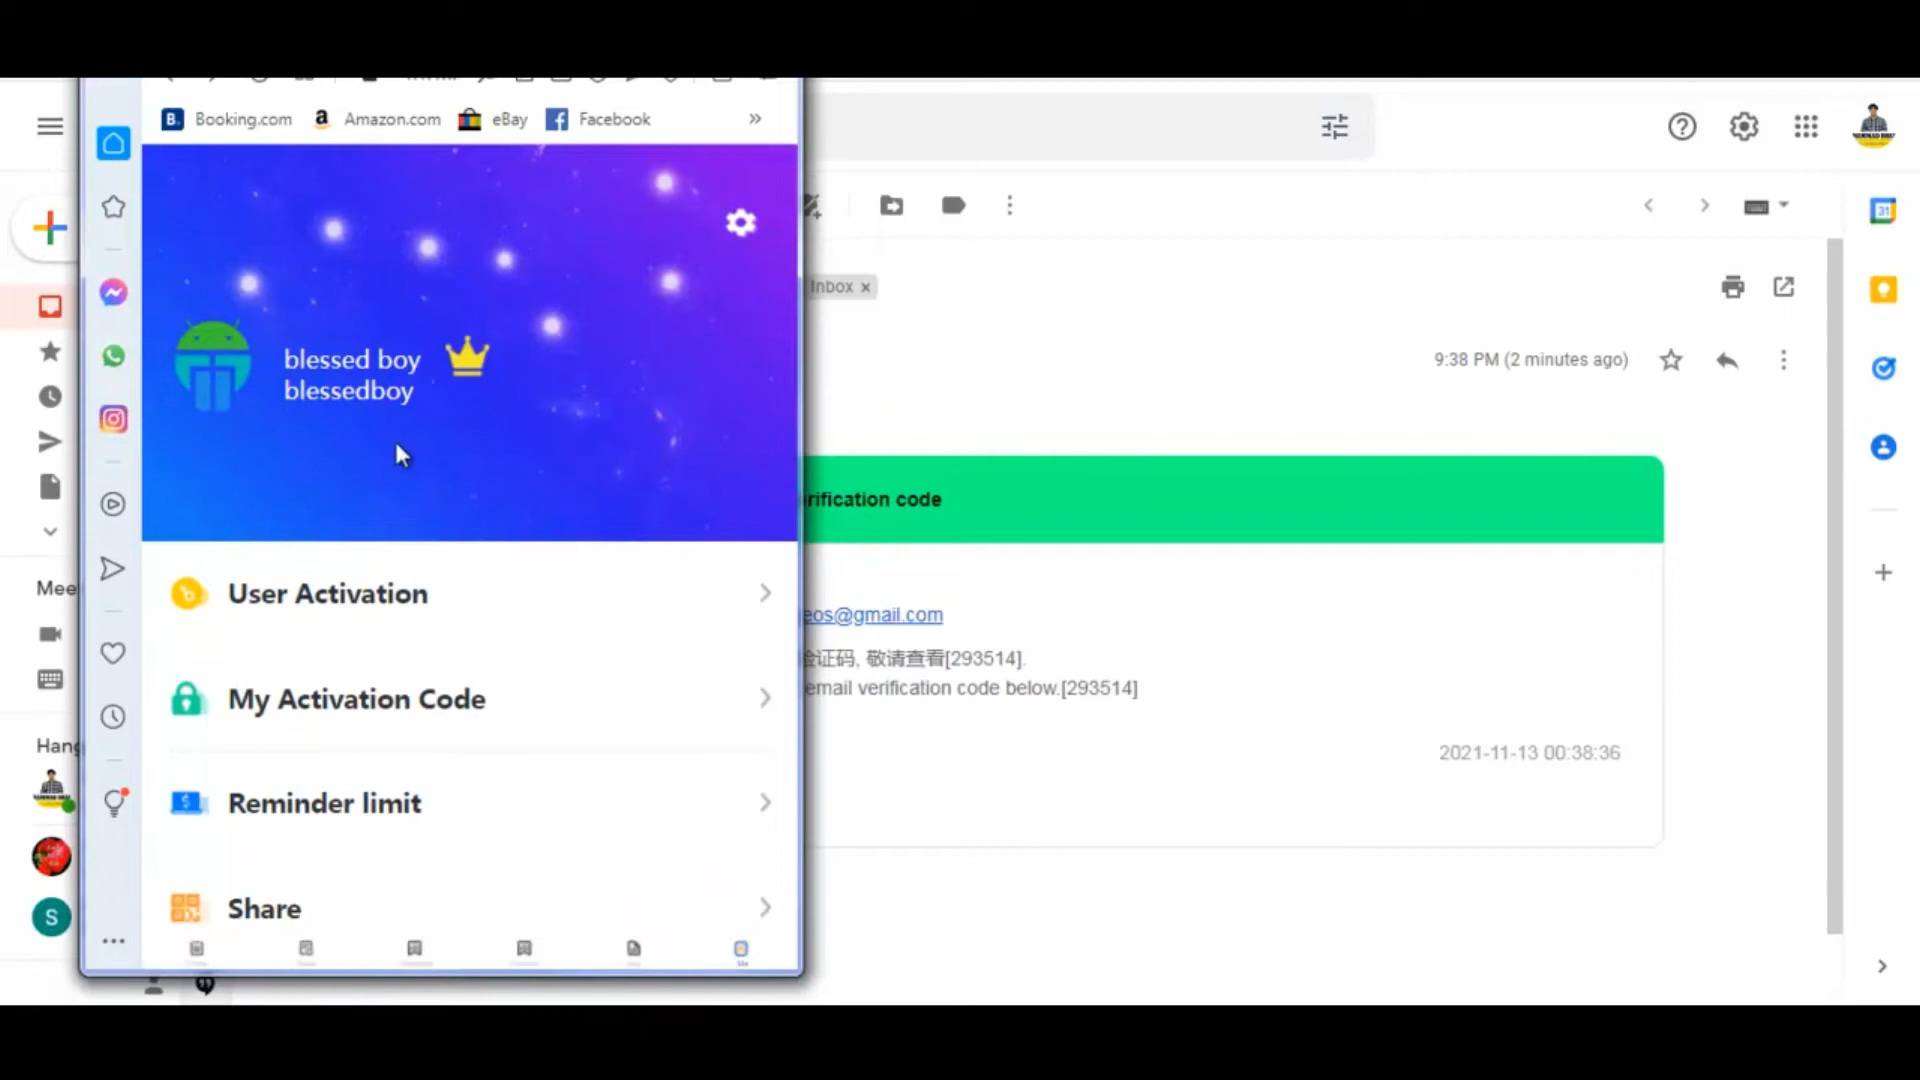 B. Booking.com a Amazon.com eBay Facebook »
blessed boy
blessedboy
User Activation
My Activation Code
Reminder limit
Share
Mee
Hang
S
Inbox ×
9:38 PM (2 minutes ago)
rification code
eos@gmail.com
验证码, 敬请查看[293514].
email verification code below.[293514]
2021-11-13 00:38:36
31